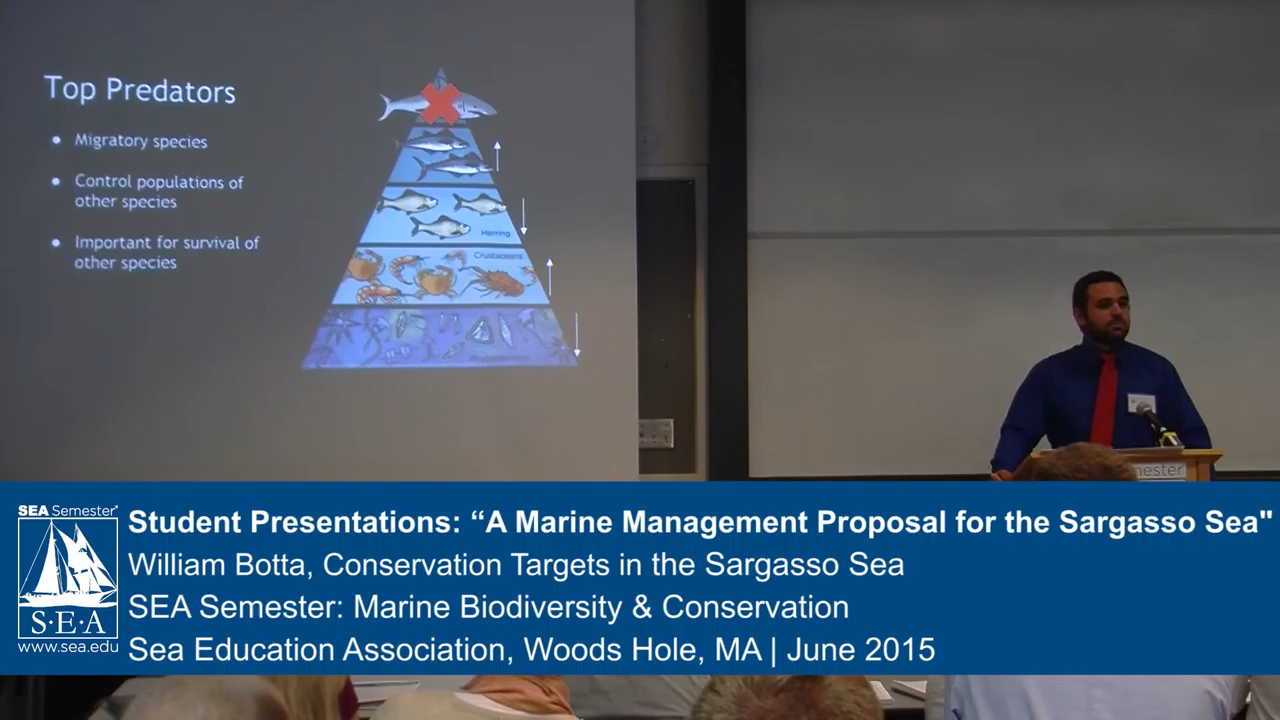 Top Predators
Migratory species
Control populations of
other species
Important for survival of
other species
Herring
Crustaceans
mester
SEA Semester®
S·E·A
www.sea.edu
Student Presentations: “A Marine Management Proposal for the Sargasso Sea"
William Botta, Conservation Targets in the Sargasso Sea
SEA Semester: Marine Biodiversity & Conservation
Sea Education Association, Woods Hole, MA | June 2015